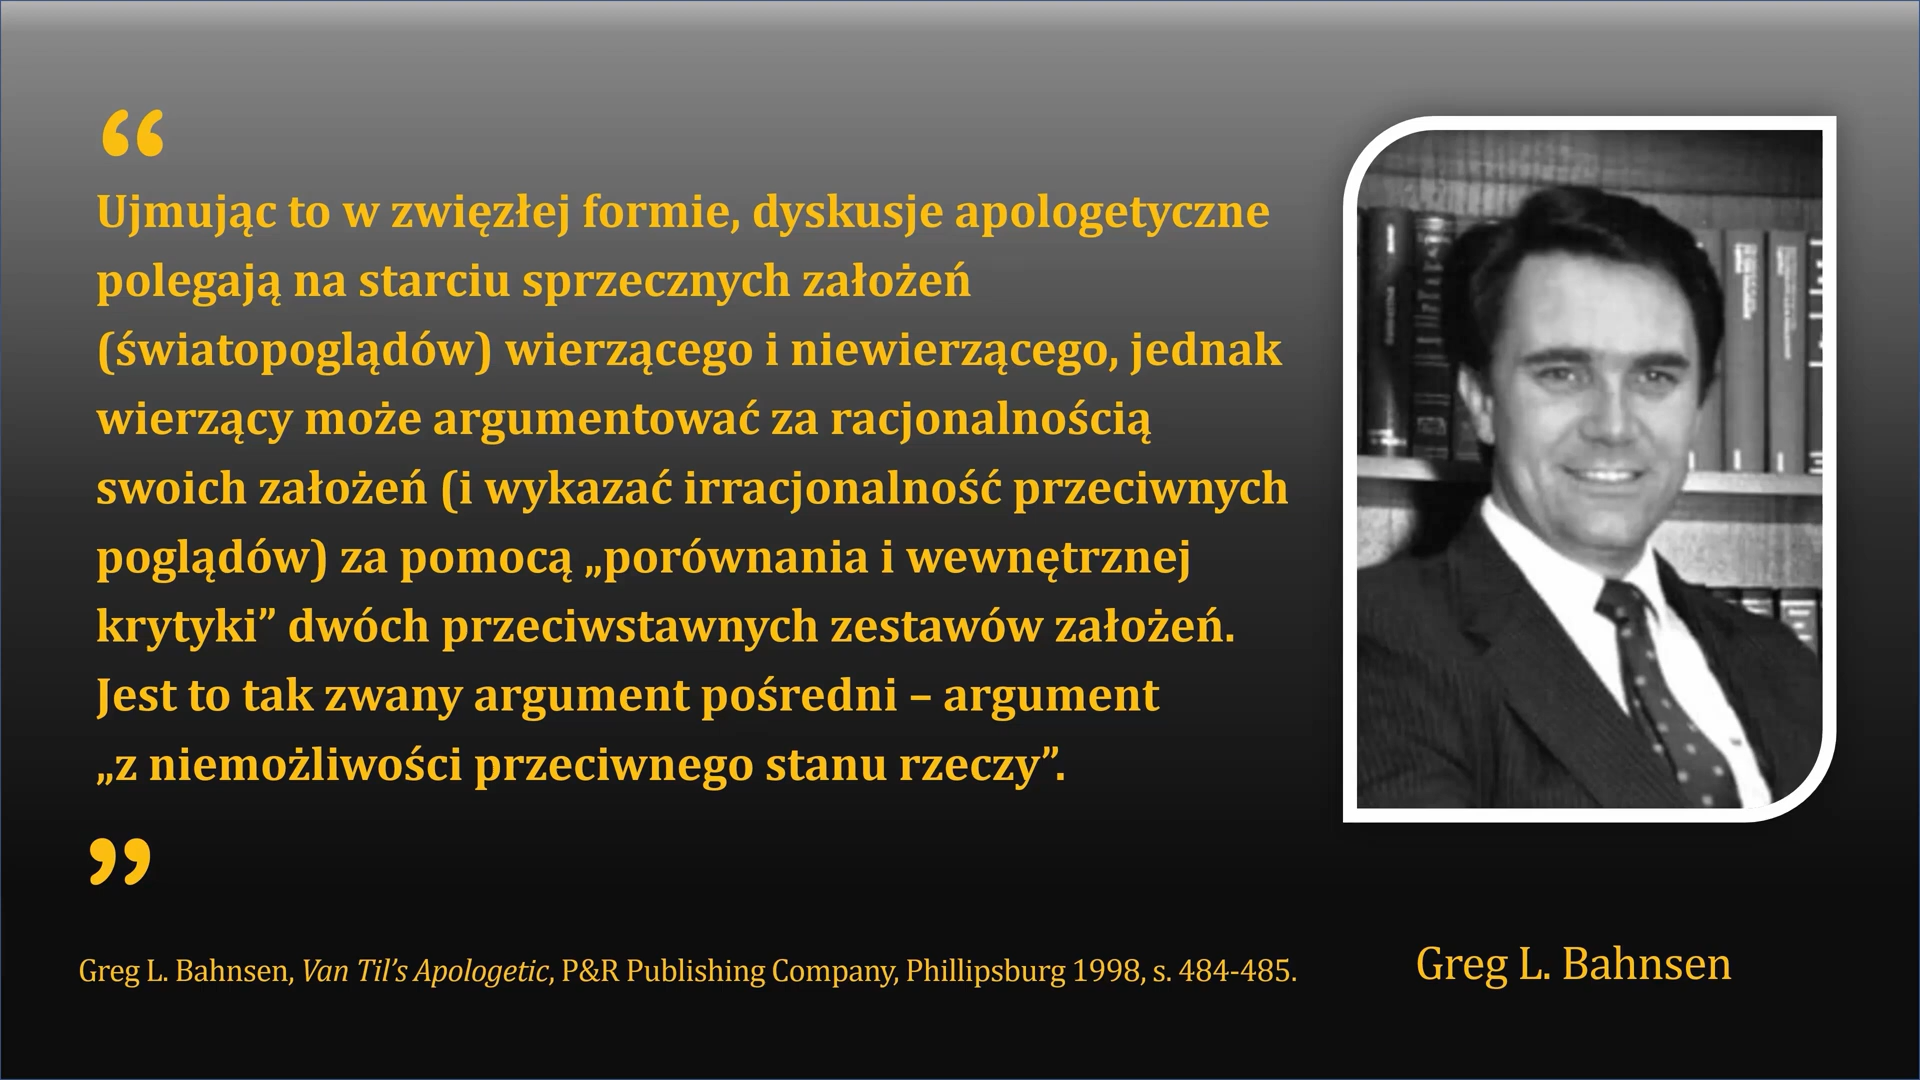 “
Ujmując to w zwięzłej formie, dyskusje apologetyczne
polegają na starciu sprzecznych założeń
(światopoglądów) wierzącego i niewierzącego, jednak
wierzący może argumentować za racjonalnością
swoich założeń (i wykazać irracjonalność przeciwnych
poglądów) za pomocą „porównania i wewnętrznej
krytyki” dwóch przeciwstawnych zestawów założeń.
Jest to tak zwany argument pośredni – argument
„z niemożliwości przeciwnego stanu rzeczy”.
”
Greg L. Bahnsen, Van Til’s Apologetic, P&R Publishing Company, Phillipsburg 1998, s. 484-485.
Greg L. Bahnsen